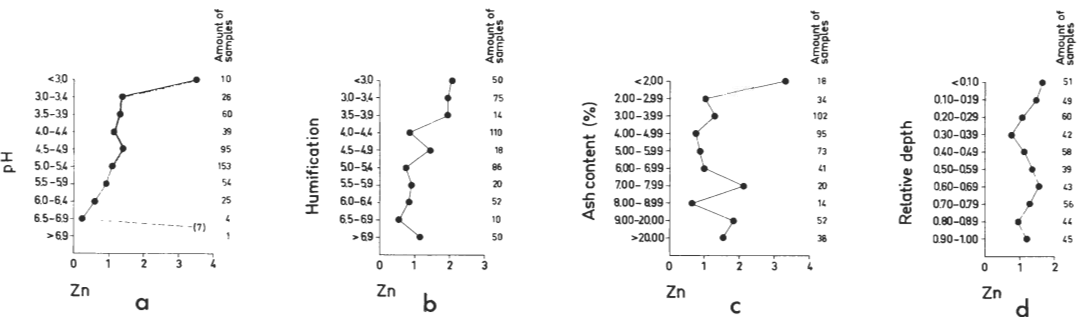 Amount of samples
pH
<3.0 10
3.0-3.4 26
3.5-3.9 60
4.0-4.4 39
4.5-4.9 95
5.0-5.4 153
5.5-5.9 54
6.0-6.4 25
6.5-6.9 4
(7)
>6.9 1
0 1 2 3 4
Zn
a
Amount of samples
Humification
<3.0 50
3.0-3.4 75
3.5-3.9 14
4.0-4.4 110
4.5-4.9 18
5.0-5.4 86
5.5-5.9 20
6.0-6.4 52
6.5-6.9 10
>6.9 50
0 1 2 3
Zn
b
Amount of samples
Ash content (%)
<2.00 18
2.00-2.99 34
3.00-3.99 102
4.00-4.99 95
5.00-5.99 73
6.00-6.99 41
7.00-7.99 20
8.00-8.99 14
9.00-20.00 52
>20.00 36
0 1 2 3 4
Zn
c
Amount of samples
Relative depth
<0.10 51
0.10-0.19 49
0.20-0.29 60
0.30-0.39 42
0.40-0.49 58
0.50-0.59 39
0.60-0.69 43
0.70-0.79 56
0.80-0.89 44
0.90-1.00 45
0 1 2
Zn
d